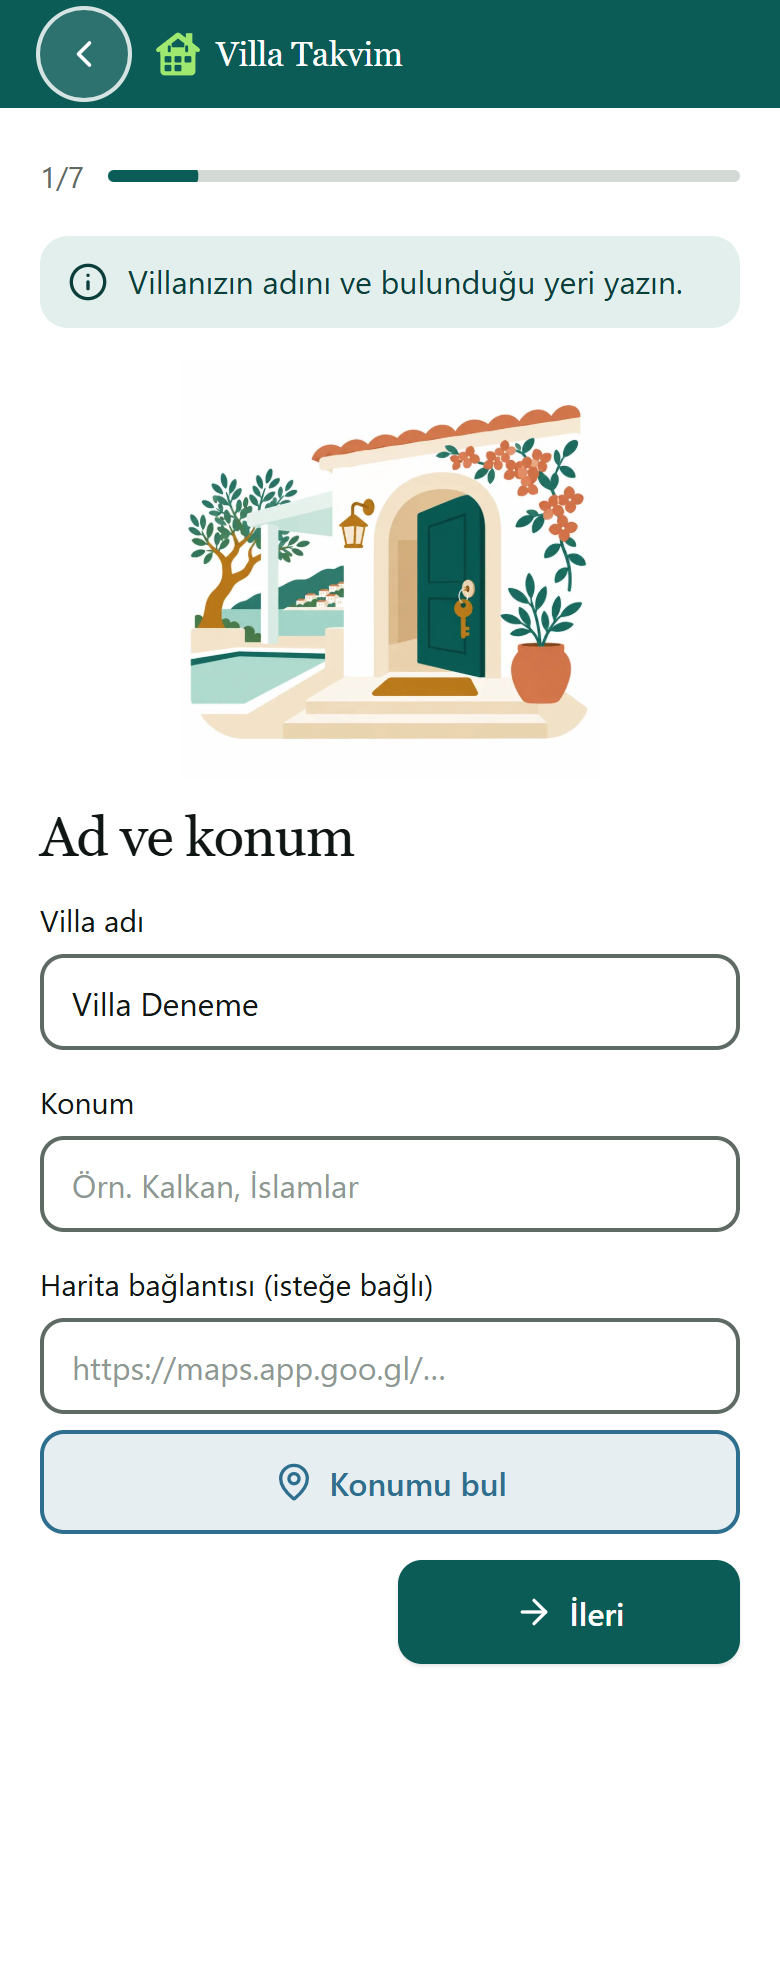 Villa Takvim
1/7
Villanızın adını ve bulunduğu yeri yazın.
Ad ve konum
Villa adı
Villa Deneme
Konum
Örn. Kalkan, İslamlar
Harita bağlantısı (isteğe bağlı)
https://maps.app.goo.gl/...
Konumu bul
İleri